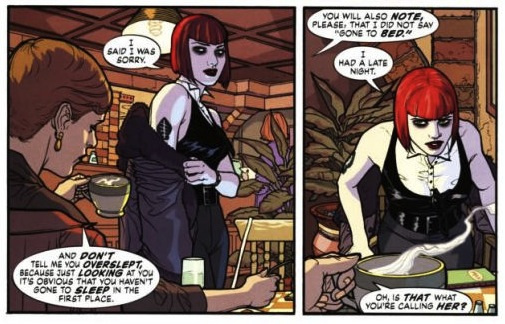 I
SAID I WAS
SORRY.
AND DON'T
TELL ME YOU OVERSLEPT,
BECAUSE JUST LOOKING AT YOU
IT'S OBVIOUS THAT YOU HAVEN'T
GONE TO SLEEP IN THE
FIRST PLACE.
YOU WILL ALSO NOTE,
PLEASE, THAT I DID NOT SAY
"GONE TO BED."
I
HAD A LATE
NIGHT.
OH, IS THAT WHAT
YOU'RE CALLING HER?